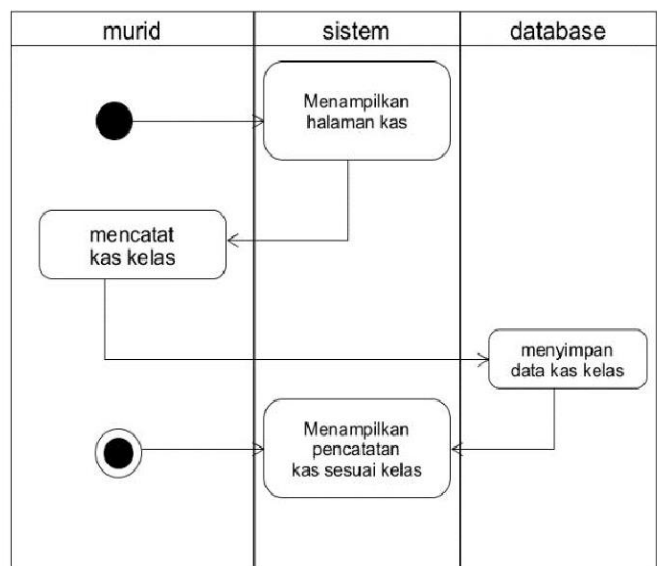 murid
sistem
database
Menampilkan
halaman kas
mencatat
kas kelas
menyimpan
data kas kelas
Menampilkan
pencatatan
kas sesuai kelas